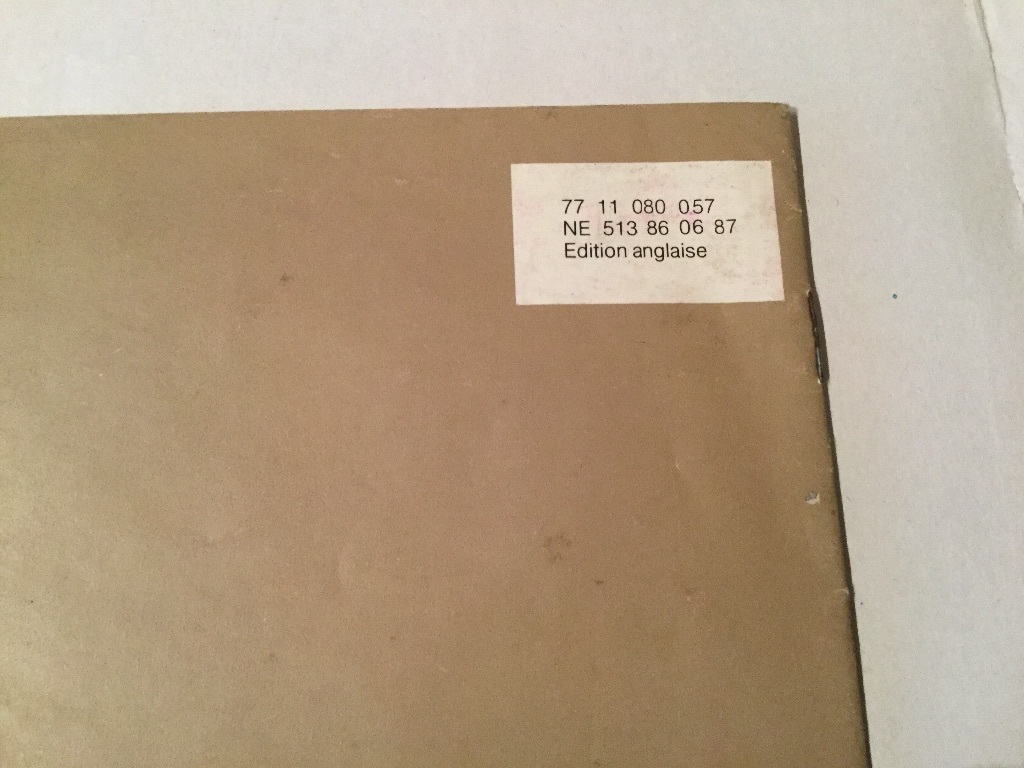 77 11 080 057
NE 513 86 06 87
Edition anglaise